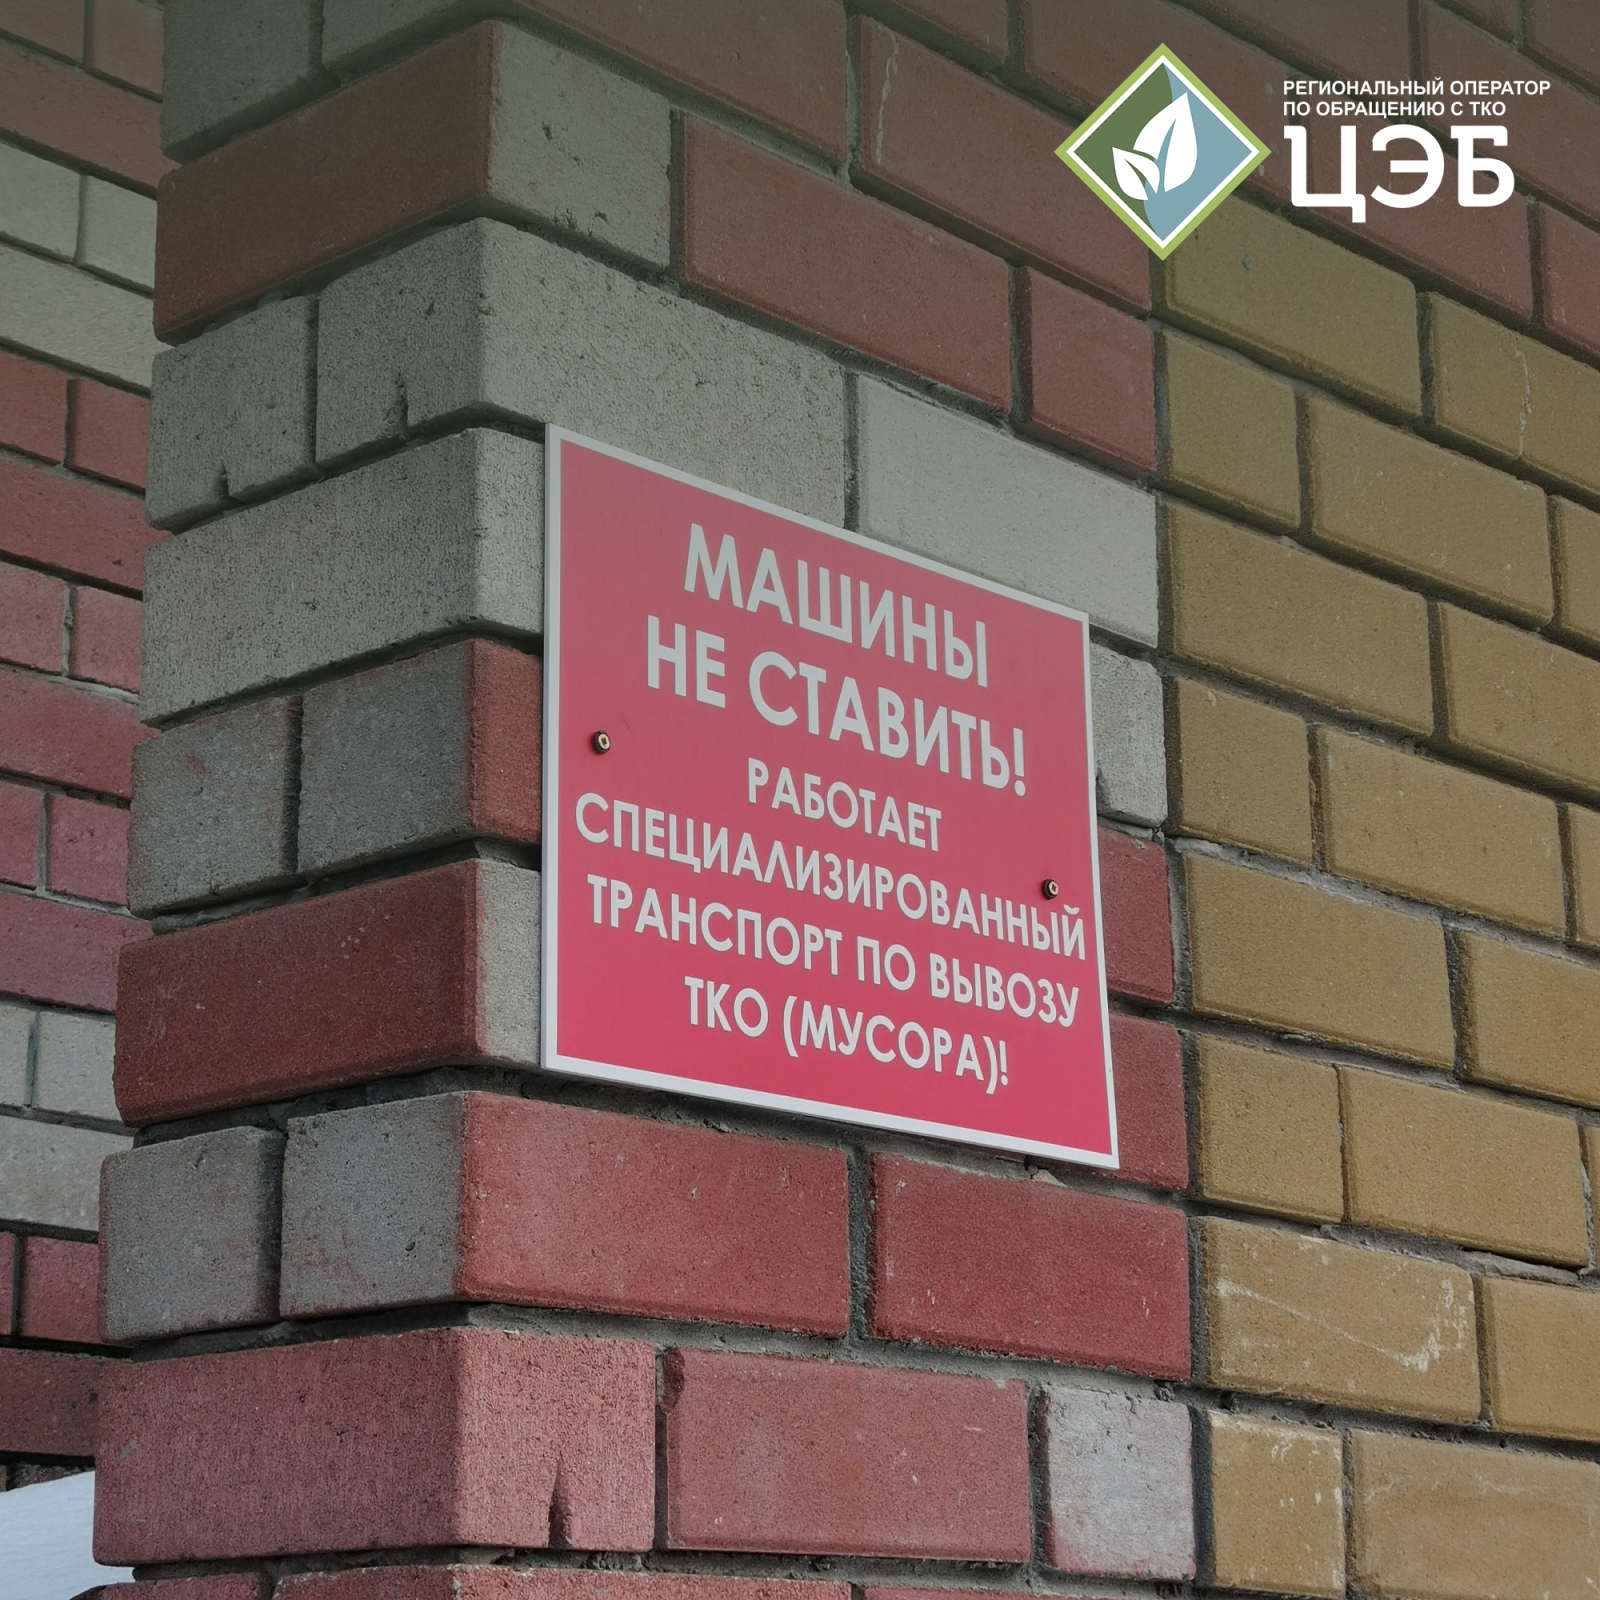 РЕГИОНАЛЬНЫЙ ОПЕРАТОР
ПО ОБРАЩЕНИЮ С ТКО
ЦЭБ
МАШИНЫ
НЕ СТАВИТЬ!
РАБОТАЕТ
СПЕЦИАЛИЗИРОВАННЫЙ
ТРАНСПОРТ ПО ВЫВОЗУ
ТКО (МУСОРА)!